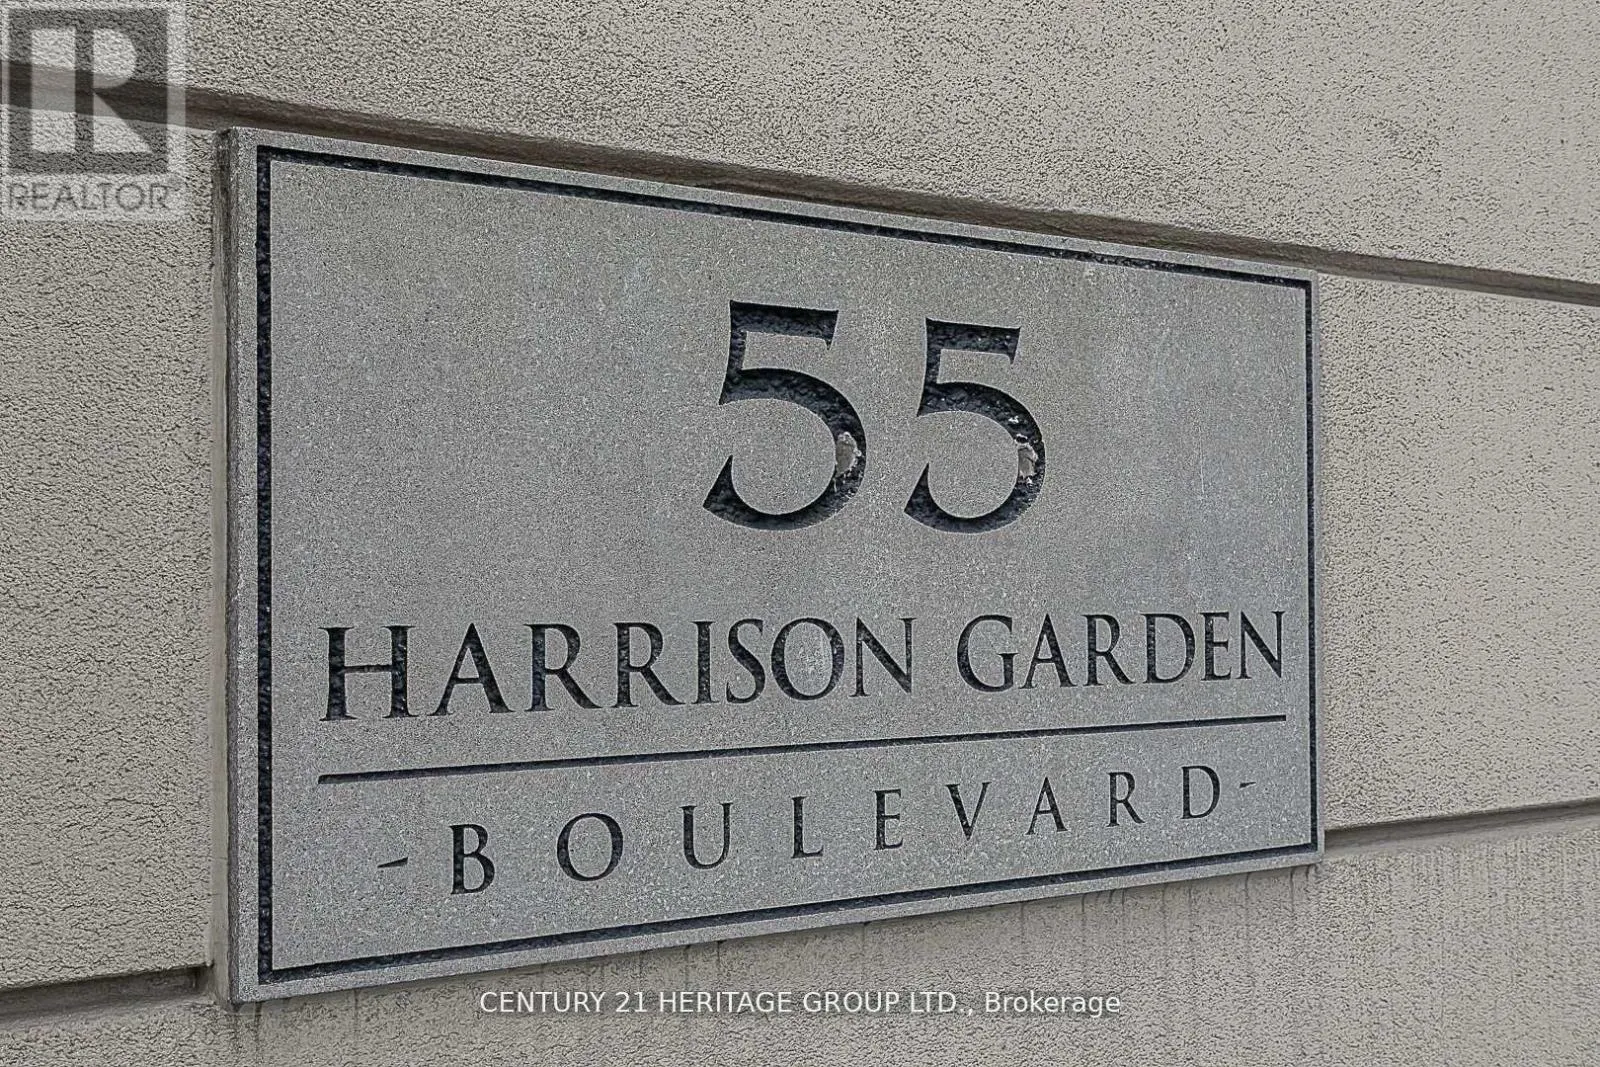 R
REALTOR®
55
HARRISON GARDEN
-BOULEVARD-
CENTURY 21 HERITAGE GROUP LTD., Brokerage